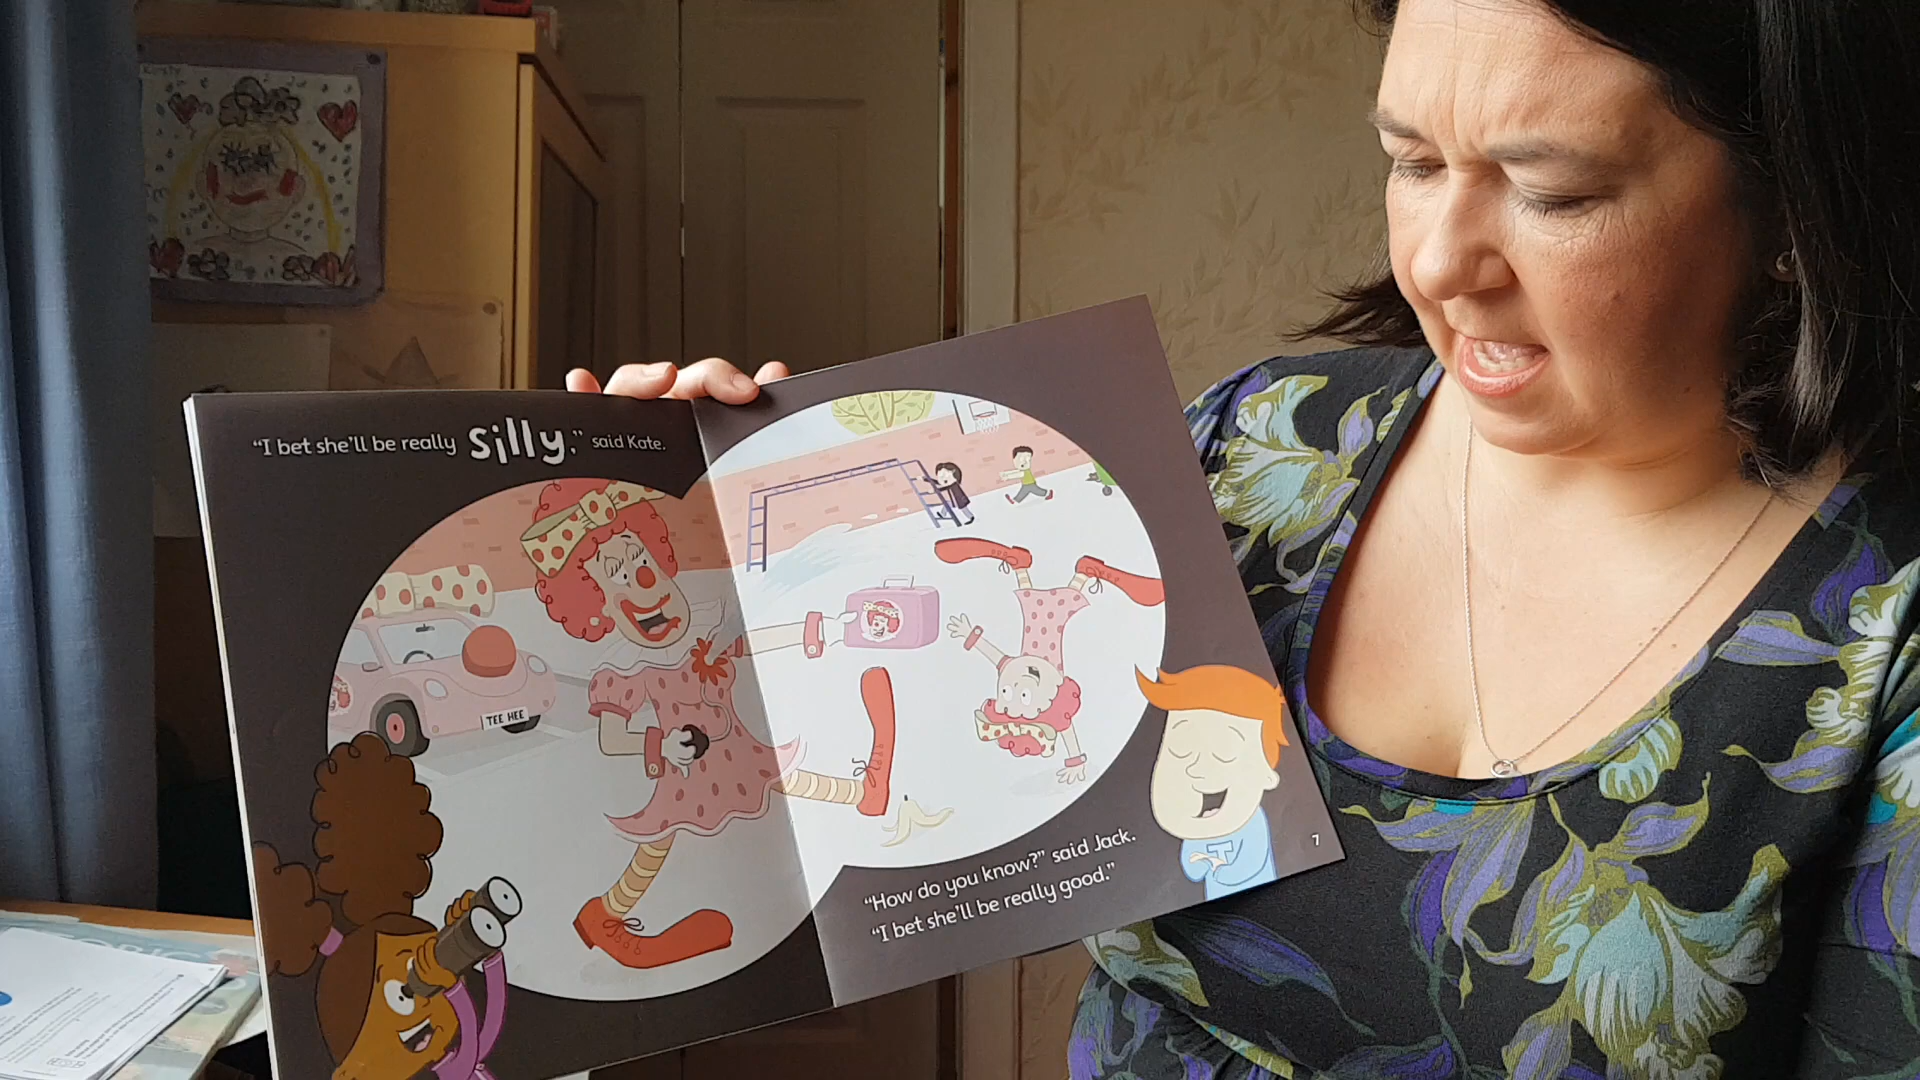 "I bet she'll be really silly," said Kate.
TEE HEE
"How do you know?" said Jack.
"I bet she'll be really good."
T
7
Kirsty